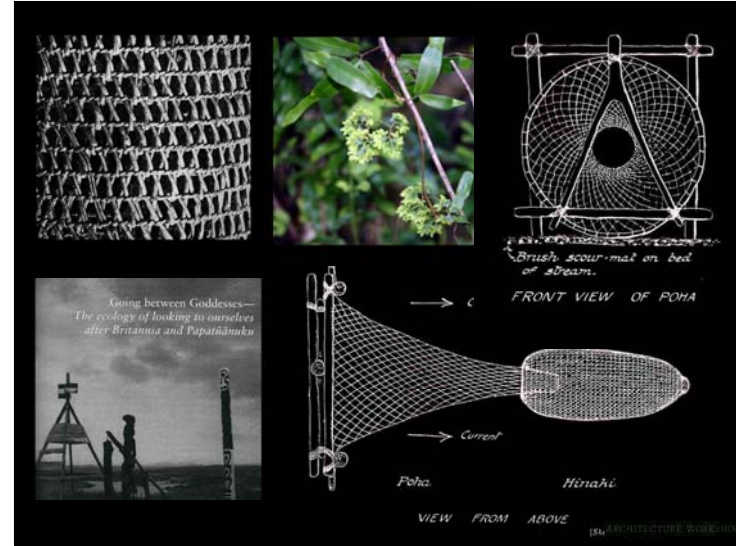 Brush scour-mat on bed
of stream.
FRONT VIEW OF POHA
Going between Goddesses—
The ecology of looking to ourselves
after Britannia and Papatūānuku
Current
Poha
Hinaki
VIEW FROM ABOVE
ARCHITECTURE WORKSHOP